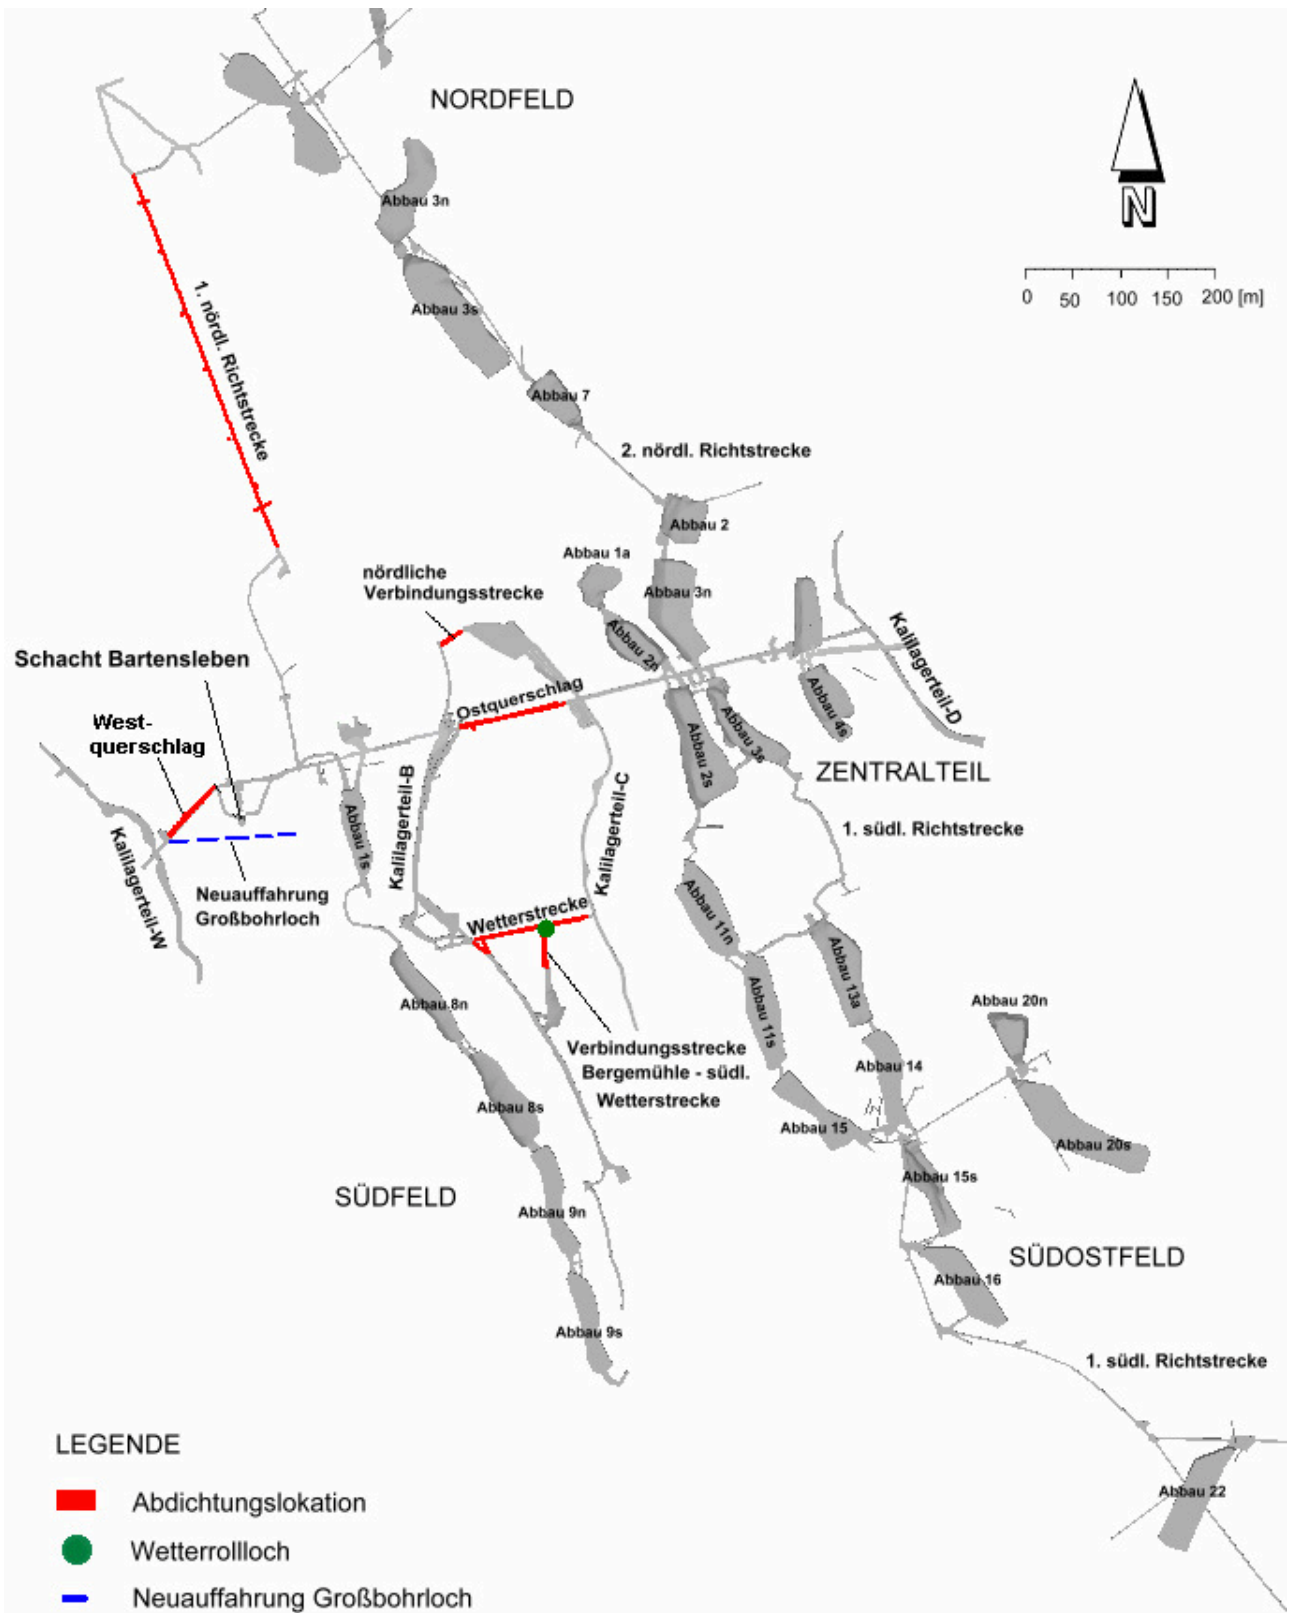 NORDFELD
N
0 50 100 150 200 [m]
Abbau 3n
Abbau 3s
1. nördl. Richtstrecke
Abbau 7
2. nördl. Richtstrecke
Abbau 2
Abbau 1a
nördliche
Verbindungsstrecke
Abbau 3n
Abbau 2n
Kalilagerteil-D
Schacht Bartensleben
Ostquerschlag
Abbau 4s
West-
querschlag
Abbau 2s
Abbau 3s
ZENTRALTEIL
Kalilagerteil-B
Kalilagerteil-C
Abbau 1s
1. südl. Richtstrecke
Kalilagerteil-W
Neuauffahrung
Großbohrloch
Wetterstrecke
Abbau 11n
Abbau 13a
Abbau 8n
Abbau 11s
Abbau 20n
Verbindungsstrecke
Bergemühle - südl.
Wetterstrecke
Abbau 14
Abbau 8s
Abbau 15
Abbau 20s
Abbau 15s
SÜDFELD
Abbau 9n
SÜDOSTFELD
Abbau 16
Abbau 9s
1. südl. Richtstrecke
Abbau 22
LEGENDE
Abdichtungslokation
Wetterrollloch
Neuauffahrung Großbohrloch